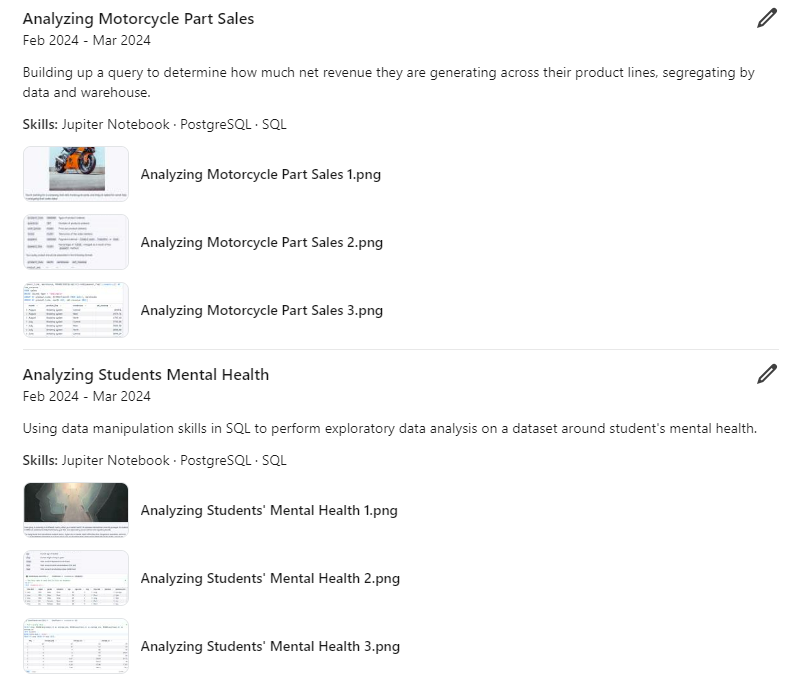 Analyzing Motorcycle Part Sales
Feb 2024 - Mar 2024
Building up a query to determine how much net revenue they are generating across their product lines, segregating by
data and warehouse.
Skills: Jupiter Notebook · PostgreSQL · SQL
Analyzing Motorcycle Part Sales 1.png
Analyzing Motorcycle Part Sales 2.png
Analyzing Motorcycle Part Sales 3.png
Analyzing Students Mental Health
Feb 2024 - Mar 2024
Using data manipulation skills in SQL to perform exploratory data analysis on a dataset around student's mental health.
Skills: Jupiter Notebook · PostgreSQL · SQL
Analyzing Students' Mental Health 1.png
Analyzing Students' Mental Health 2.png
Analyzing Students' Mental Health 3.png